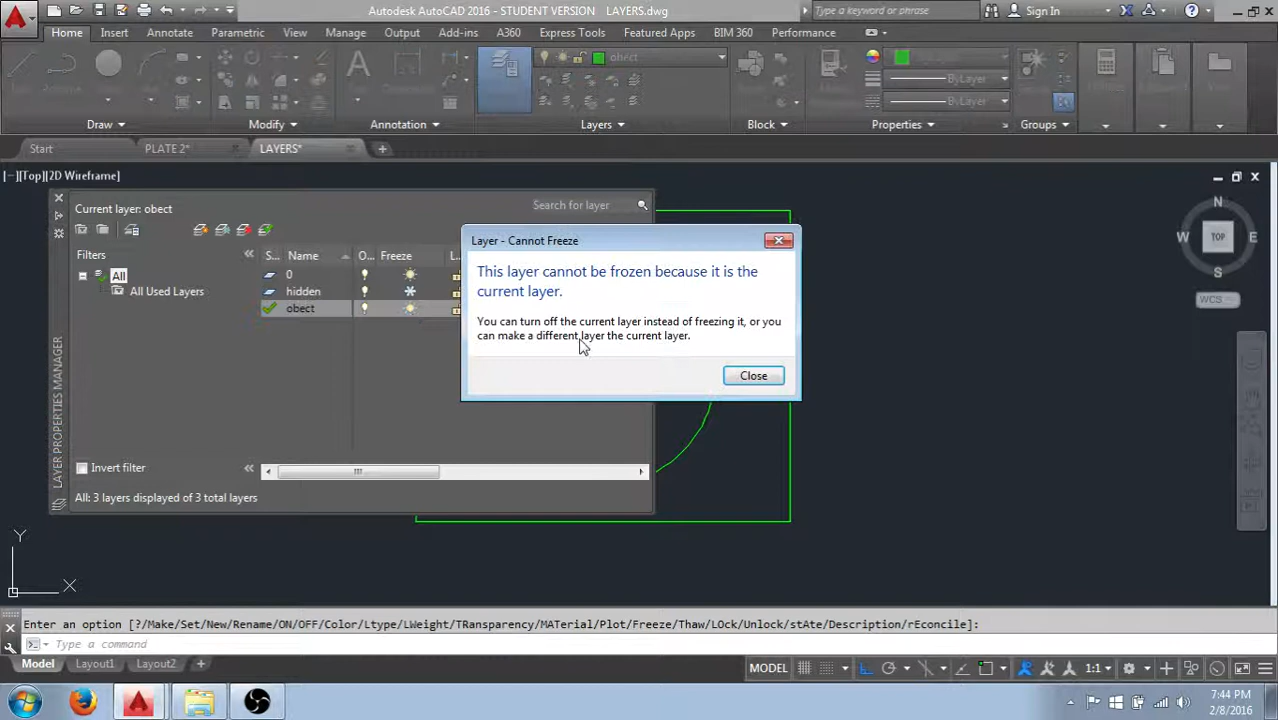 Autodesk AutoCAD 2016 - STUDENT VERSION LAYERS.dwg
Type a keyword or phrase
Sign In
Home Insert Annotate Parametric View Manage Output Add-ins A360 Express Tools Featured Apps BIM 360 Performance
obect
ByLayer
ByLayer
Draw Modify Annotation Layers Block Properties Groups
Start PLATE 2* LAYERS*
[−][Top][2D Wireframe]
Current layer: obect
Search for layer
Filters
S... Name O... Freeze L...
All
All Used Layers
0
hidden
obect
Layer - Cannot Freeze
This layer cannot be frozen because it is the
current layer.
You can turn off the current layer instead of freezing it, or you
can make a different layer the current layer.
Close
N
W TOP E
S
WCS
LAYER PROPERTIES MANAGER
Invert filter
All: 3 layers displayed of 3 total layers
Y
X
Enter an option [?/Make/Set/New/Rename/ON/OFF/Color/Ltype/LWeight/TRansparency/MATerial/Plot/Freeze/Thaw/LOck/Unlock/stAte/Description/rEconcile]:
Type a command
Model Layout1 Layout2
MODEL
1:1
7:44 PM
2/8/2016